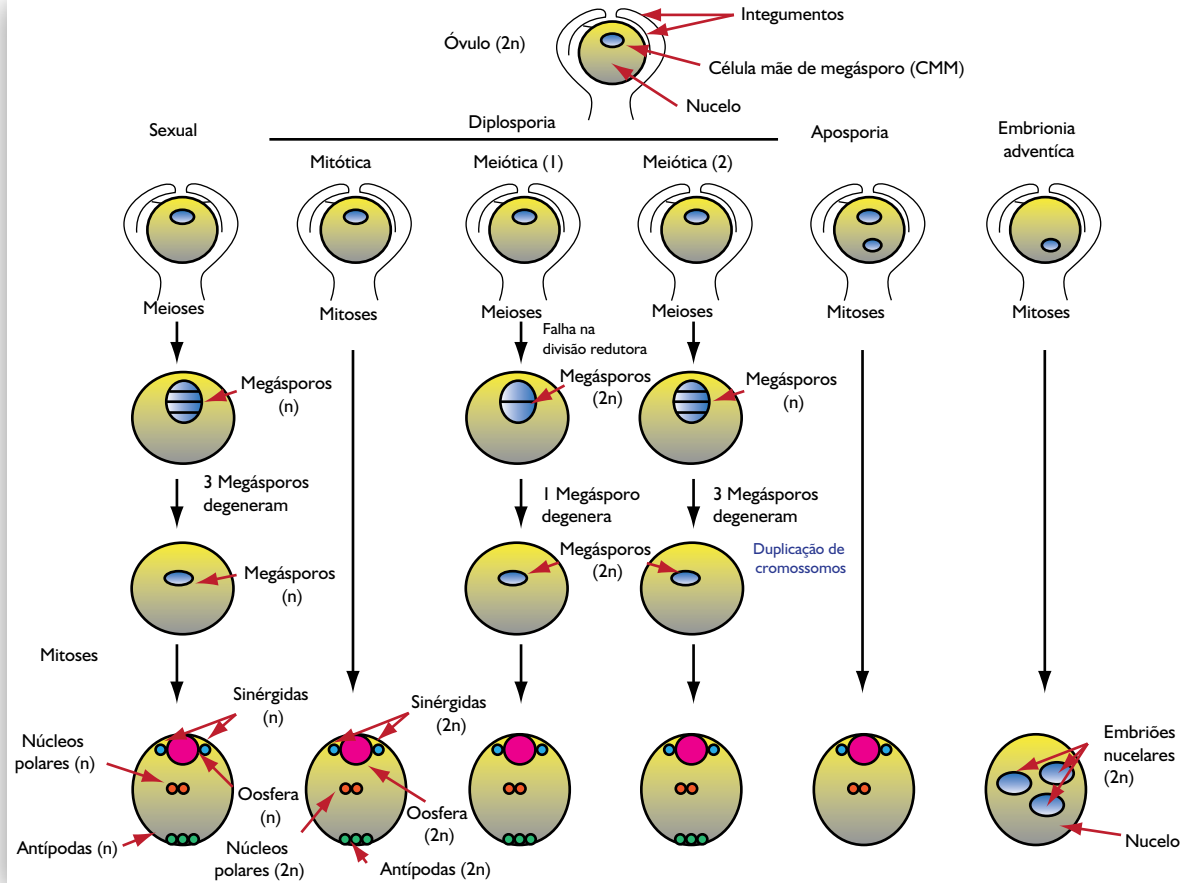 Integumentos
Óvulo (2n)
Célula mãe de megásporo (CMM)
Nucelo
Sexual
Diplosporia
Aposporia
Embrionia
adventíca
Mitótica
Meiótica (1)
Meiótica (2)
Meioses
Mitoses
Meioses
Meioses
Mitoses
Mitoses
Falha na
divisão redutora
Megásporos
(n)
Megásporos
(2n)
Megásporos
(n)
3 Megásporos
degeneram
1 Megásporo
degenera
3 Megásporos
degeneram
Megásporos
(n)
Megásporos
(2n)
Duplicação de
cromossomos
Mitoses
Sinérgidas
(n)
Sinérgidas
(2n)
Núcleos
polares (n)
Oosfera
(n)
Antípodas (n)
Núcleos
polares (2n)
Oosfera
(2n)
Antípodas (2n)
Embriões
nucelares
(2n)
Nucelo